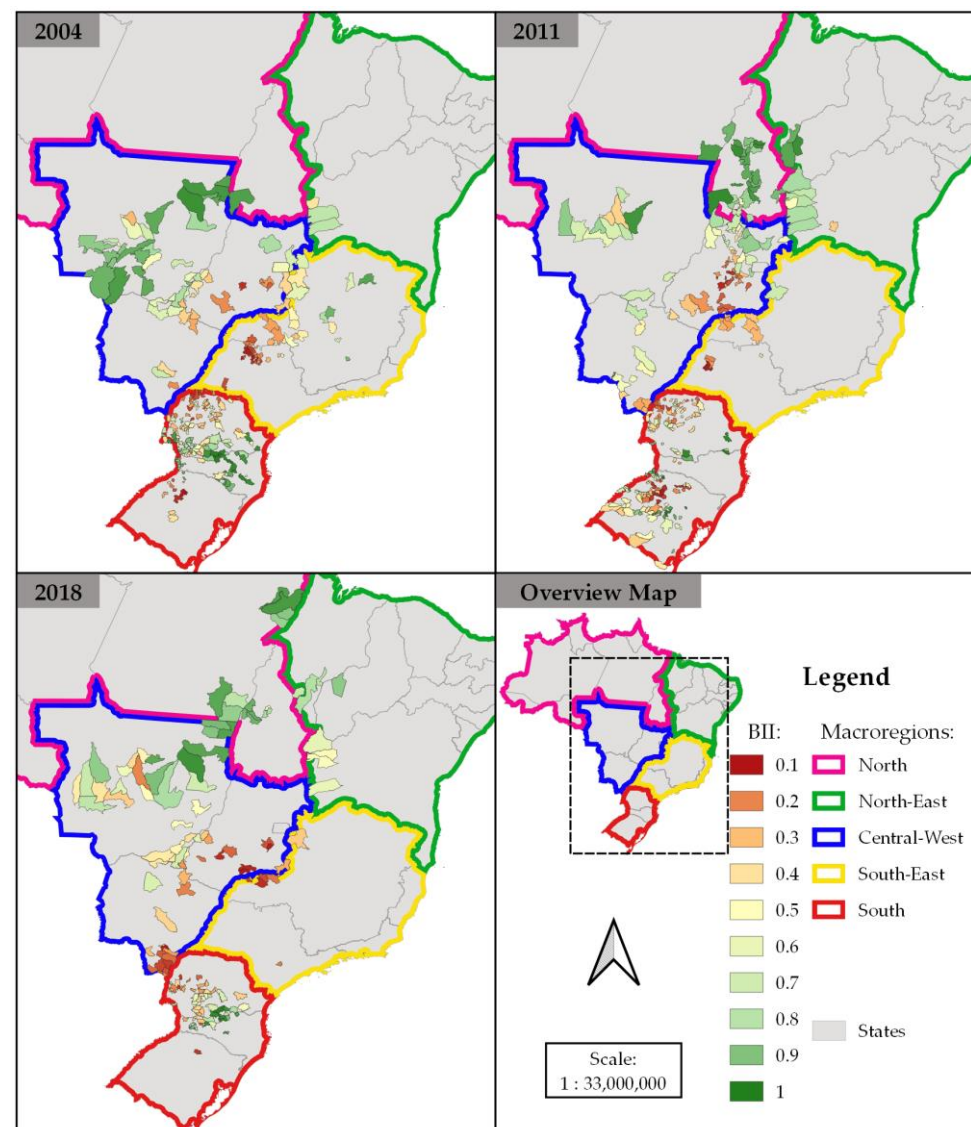 2004
2011
2018
Overview Map
Legend
BII:
Macroregions:
0.1
North
0.2
North-East
0.3
Central-West
0.4
South-East
0.5
South
0.6
0.7
0.8
States
0.9
1
Scale:
1 : 33,000,000